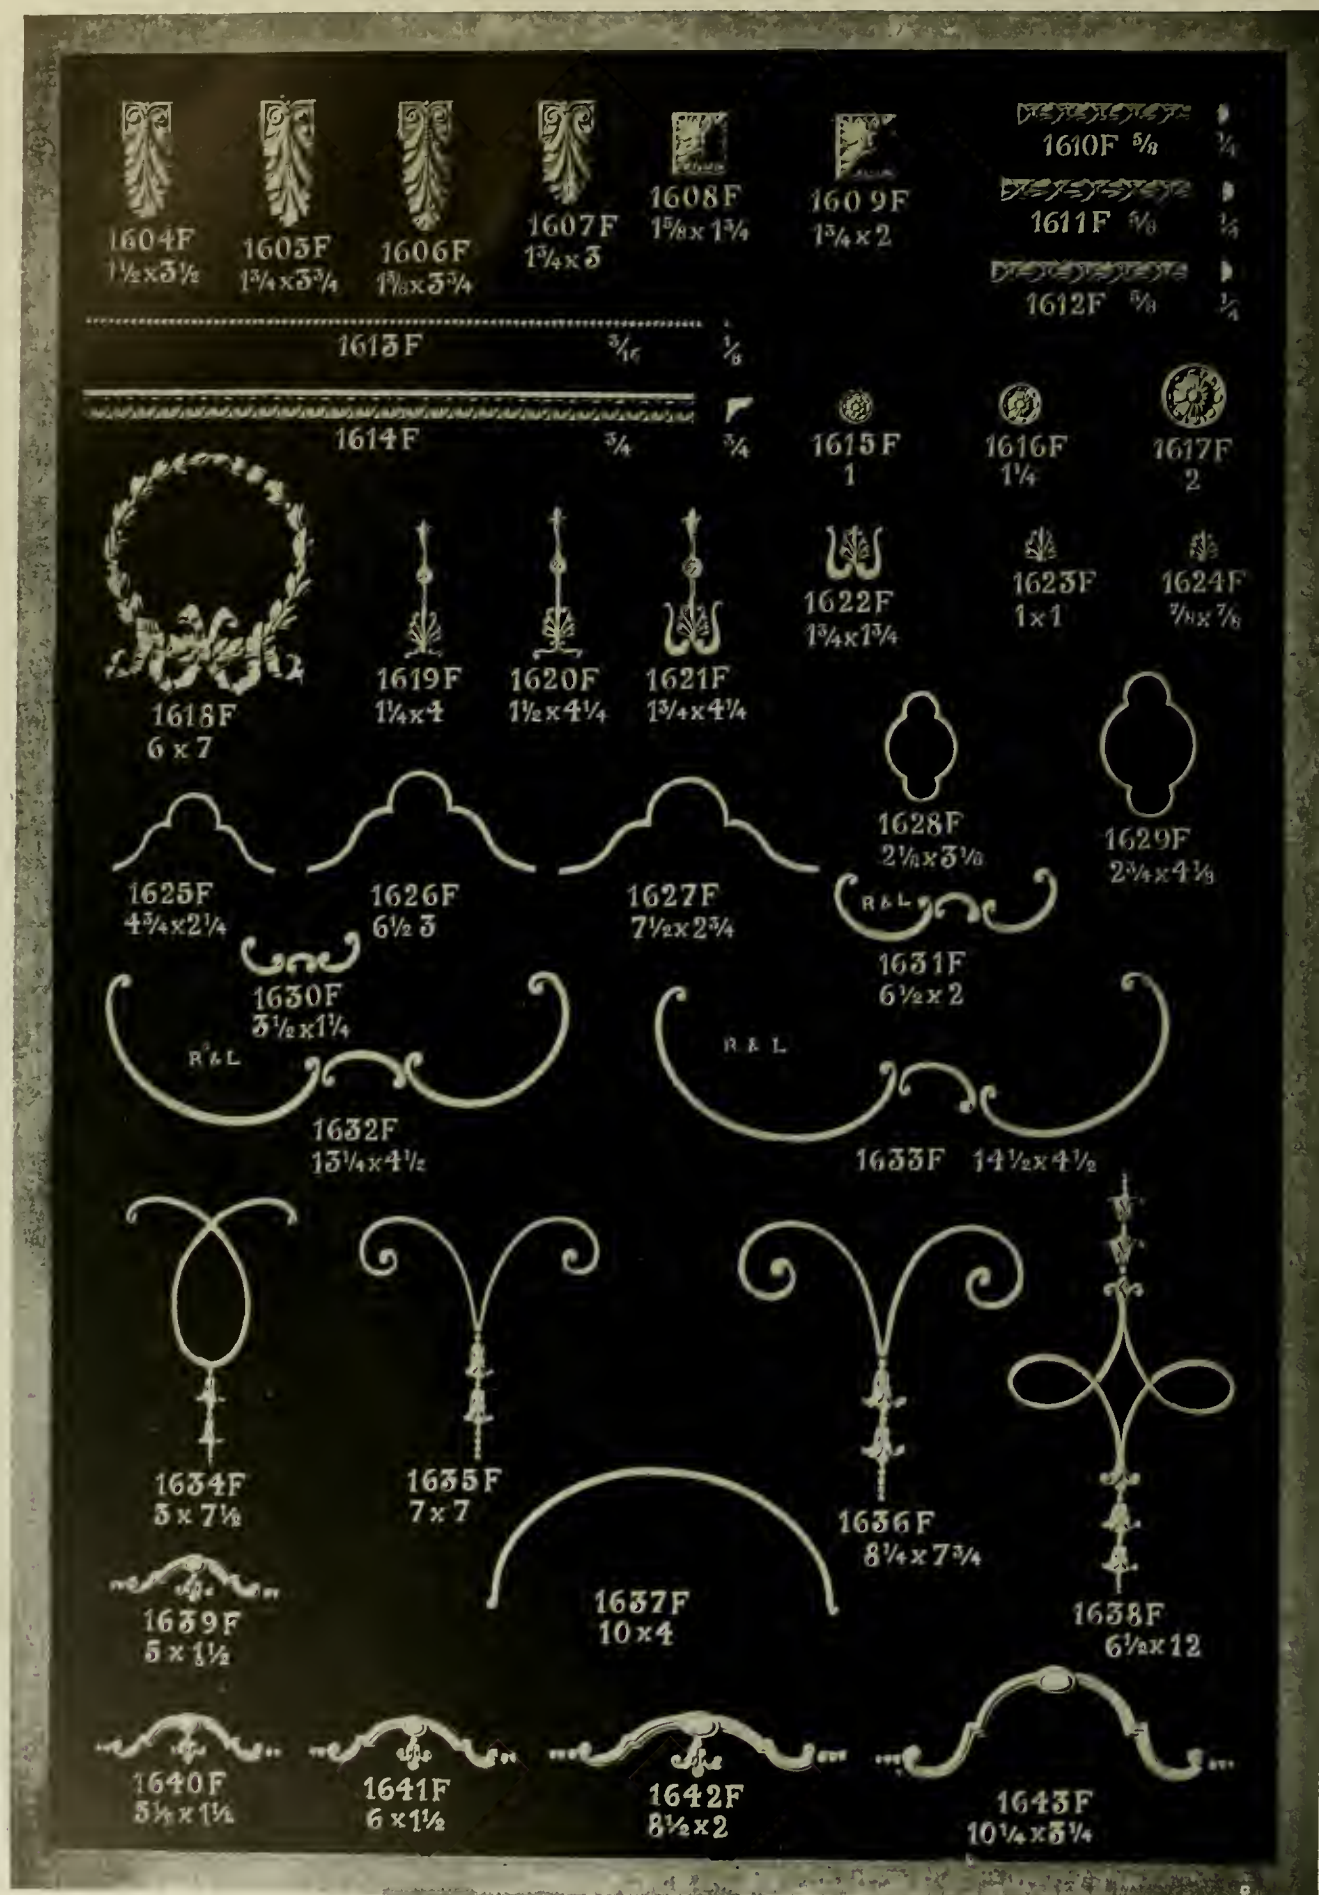 1604F
1½x3½
1605F
1¾x3¾
1606F
1⅝x3¾
1607F
1¾x3
1608F
1⅝x1¾
1609F
1¾x2
1610F ⅝ ¼
1611F ⅝ ¼
1612F ⅝ ¼
1613F 3/16 ⅛
1614F ¾ ¾
1615F
1
1616F
1¼
1617F
2
1618F
6x7
1619F
1¼x4
1620F
1½x4¼
1621F
1¾x4¼
1622F
1¾x1¾
1623F
1x1
1624F
⅞x⅞
1625F
4¾x2¼
1626F
6½ 3
1627F
7½x2¾
1628F
2⅛x3⅛
1629F
2¾x4⅛
1630F
3½x1¼
R & L
1631F
6½x2
R & L
1632F
13¼x4½
R & L
1633F 14½x4½
1634F
5x7½
1635F
7x7
1636F
8¼x7¾
1637F
10x4
1638F
6½x12
1639F
5x1½
1640F
5½x1½
1641F
6x1½
1642F
8½x2
1643F
10¼x3¼